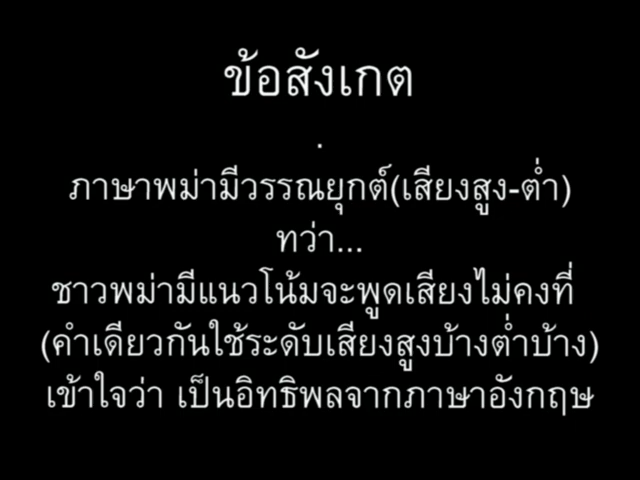 ข้อสังเกต
.
ภาษาพม่ามีวรรณยุกต์(เสียงสูง-ต่ำ)
ทว่า...
ชาวพม่ามีแนวโน้มจะพูดเสียงไม่คงที่
(คำเดียวกันใช้ระดับเสียงสูงบ้างต่ำบ้าง)
เข้าใจว่า เป็นอิทธิพลจากภาษาอังกฤษ